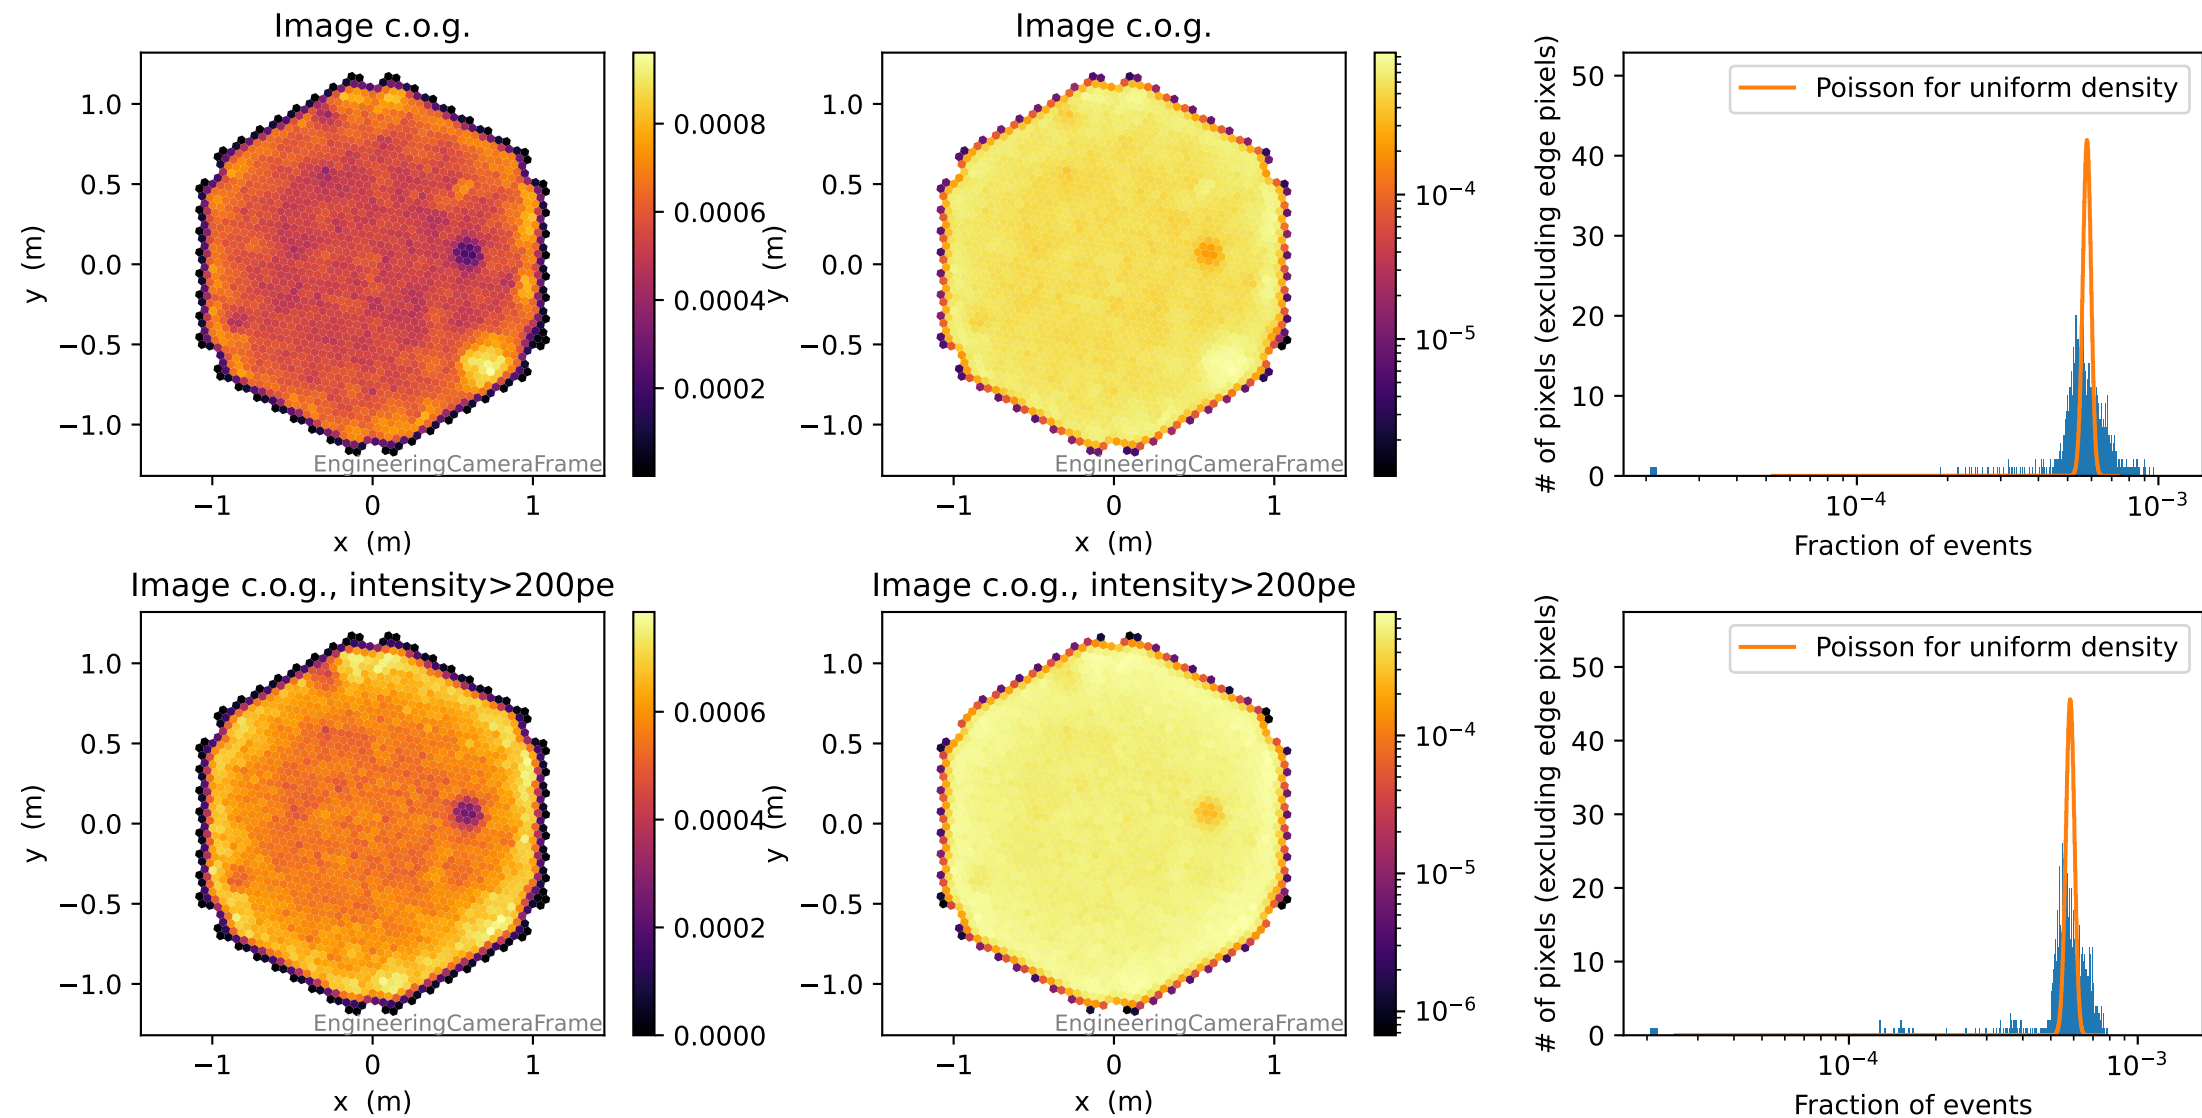 Image c.o.g.
1.0
0.5
0.0
−0.5
−1.0
y (m)
−1
0
1
x (m)
EngineeringCameraFrame
0.0008
0.0006
0.0004
0.0002
Image c.o.g.
1.0
0.5
0.0
−0.5
−1.0
y (m)
−1
0
1
x (m)
EngineeringCameraFrame
10⁻⁴
10⁻⁵
# of pixels (excluding edge pixels)
50
40
30
20
10
0
Poisson for uniform density
10⁻⁴
10⁻³
Fraction of events
Image c.o.g., intensity>200pe
1.0
0.5
0.0
−0.5
−1.0
y (m)
−1
0
1
x (m)
EngineeringCameraFrame
0.0006
0.0004
0.0002
0.0000
Image c.o.g., intensity>200pe
1.0
0.5
0.0
−0.5
−1.0
y (m)
−1
0
1
x (m)
EngineeringCameraFrame
10⁻⁴
10⁻⁵
10⁻⁶
# of pixels (excluding edge pixels)
50
40
30
20
10
0
Poisson for uniform density
10⁻⁴
10⁻³
Fraction of events